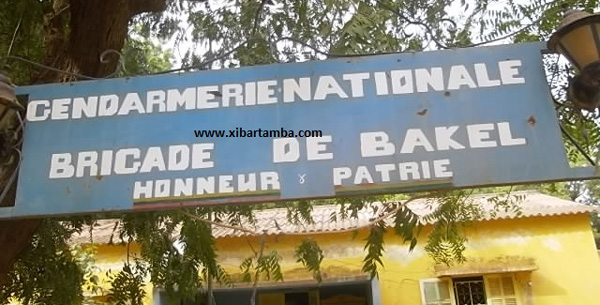 GENDARMERIE NATIONALE
www.xibartamba.com
BRIGADE DE BAKEL
HONNEUR & PATRIE